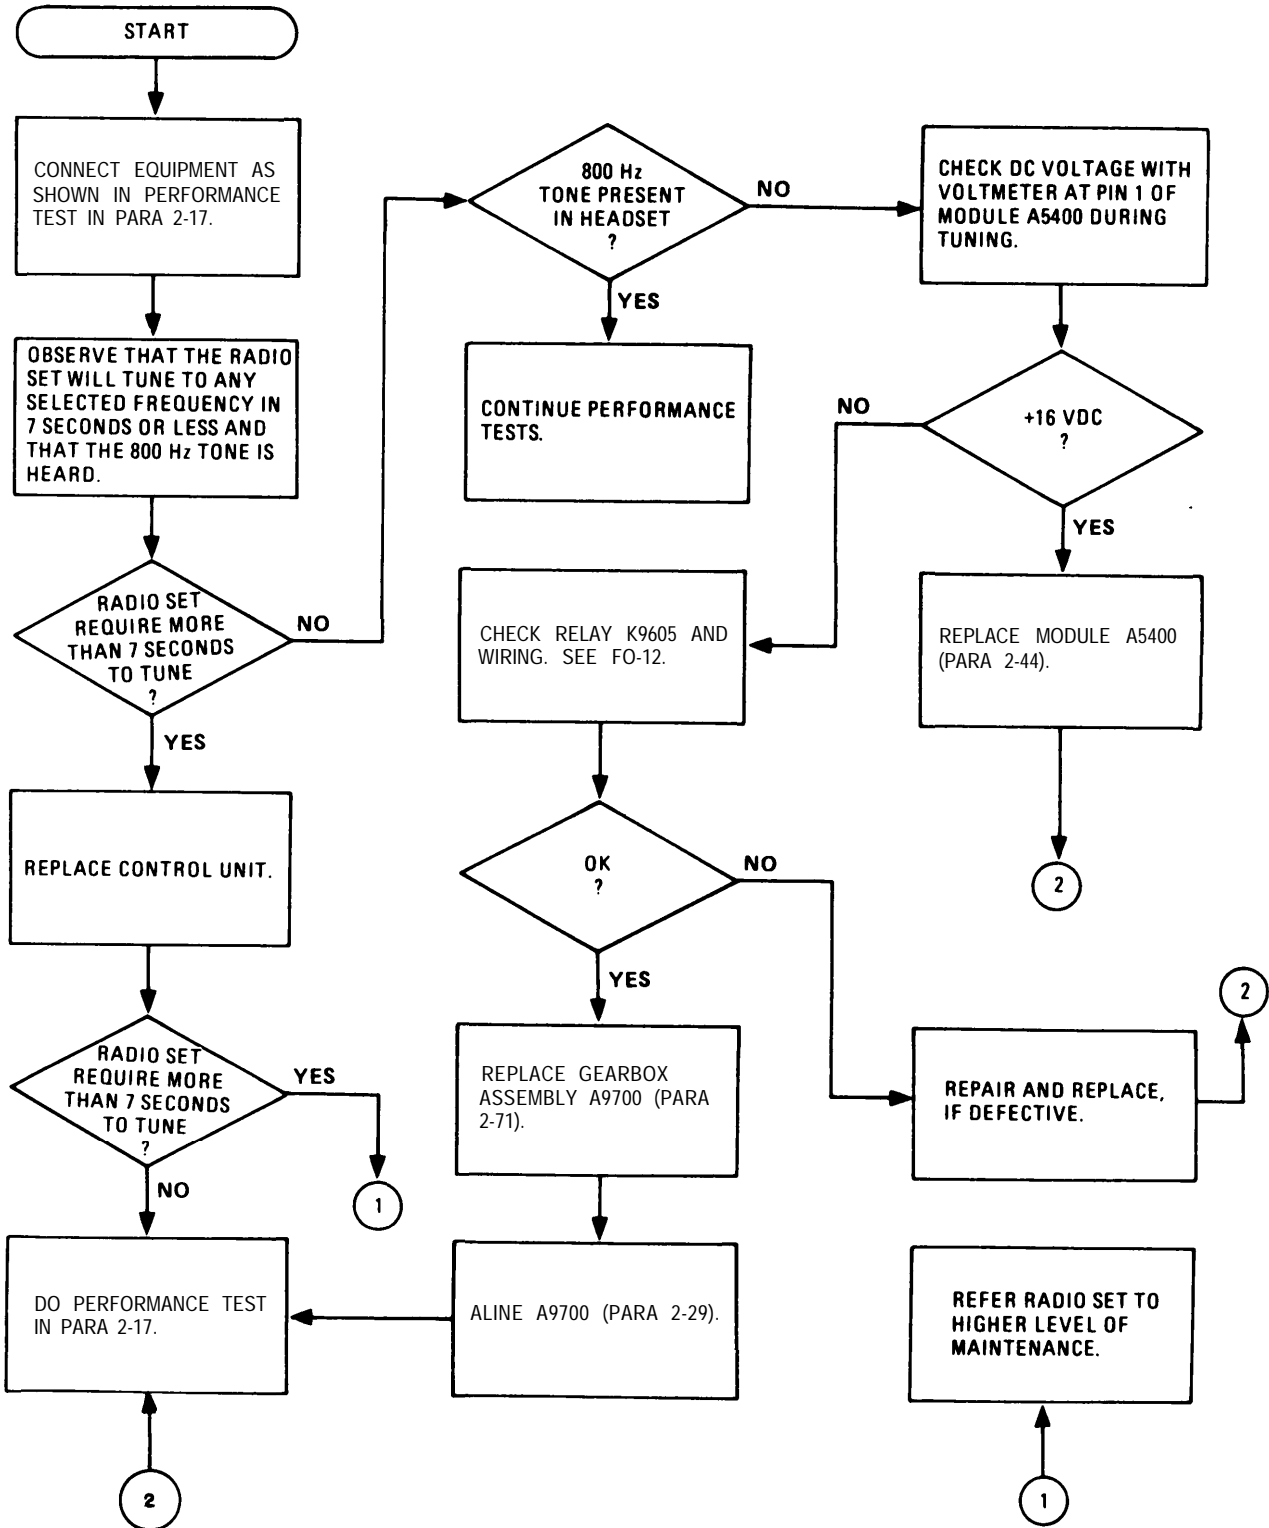 START
CONNECT EQUIPMENT AS
SHOWN IN PERFORMANCE
TEST IN PARA 2-17.
OBSERVE THAT THE RADIO
SET WILL TUNE TO ANY
SELECTED FREQUENCY IN
7 SECONDS OR LESS AND
THAT THE 800 Hz TONE IS
HEARD.
RADIO SET
REQUIRE MORE
THAN 7 SECONDS
TO TUNE
?
NO
YES
REPLACE CONTROL UNIT.
RADIO SET
REQUIRE MORE
THAN 7 SECONDS
TO TUNE
?
YES
1
NO
DO PERFORMANCE TEST
IN PARA 2-17.
2
800 Hz
TONE PRESENT
IN HEADSET
?
NO
YES
CONTINUE PERFORMANCE
TESTS.
CHECK DC VOLTAGE WITH
VOLTMETER AT PIN 1 OF
MODULE A5400 DURING
TUNING.
+16 VDC
?
NO
YES
REPLACE MODULE A5400
(PARA 2-44).
2
CHECK RELAY K9605 AND
WIRING. SEE FO-12.
OK
?
NO
YES
REPLACE GEARBOX
ASSEMBLY A9700 (PARA
2-71).
ALINE A9700 (PARA 2-29).
REPAIR AND REPLACE,
IF DEFECTIVE.
2
REFER RADIO SET TO
HIGHER LEVEL OF
MAINTENANCE.
1